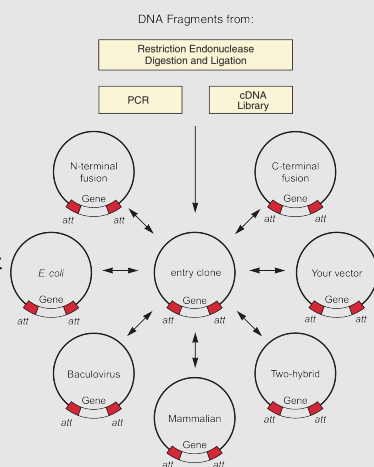 DNA Fragments from:
Restriction Endonuclease
Digestion and Ligation
PCR
cDNA
Library
N-terminal
fusion
Gene
att
att
C-terminal
fusion
Gene
att
att
E. coli
Gene
att
att
entry clone
Gene
att
att
Your vector
Gene
att
att
Baculovirus
Gene
att
att
Mammalian
Gene
att
att
Two-hybrid
Gene
att
att